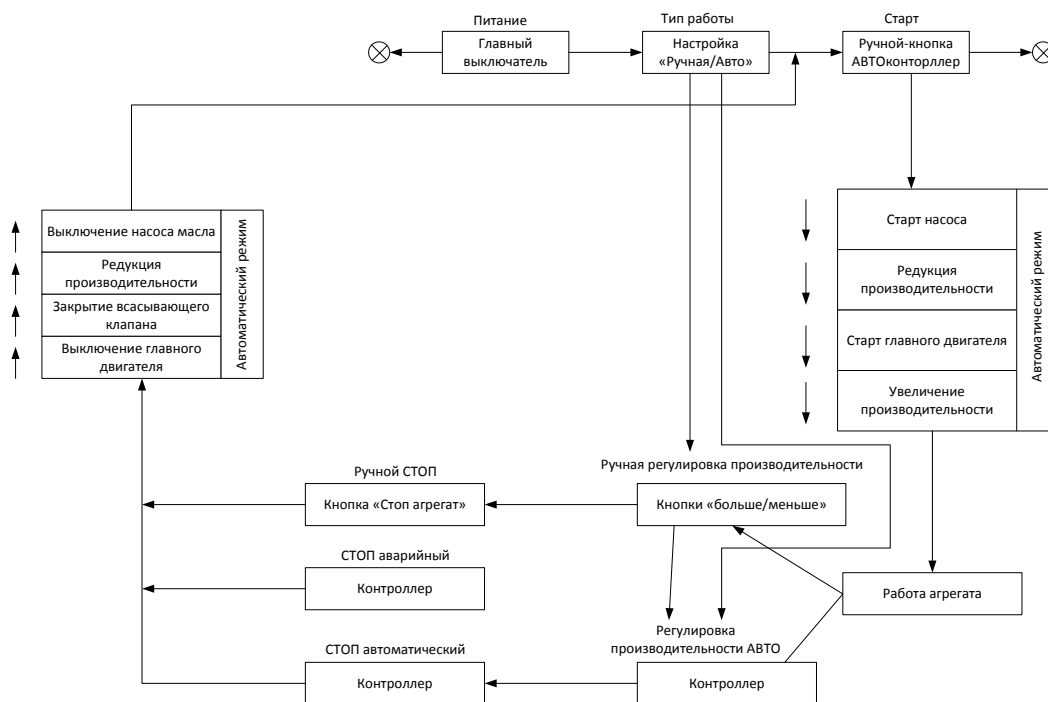 Питание
Тип работы
Старт
Главный
выключатель
Настройка
«Ручная/Авто»
Ручной-кнопка
АВТОконторллер
Выключение насоса масла
Редукция
производительности
Закрытие всасывающего
клапана
Выключение главного
двигателя
Автоматический режим
Старт насоса
Редукция
производительности
Старт главного двигателя
Увеличение
производительности
Автоматический режим
Ручной СТОП
Кнопка «Стоп агрегат»
Ручная регулировка производительности
Кнопки «больше/меньше»
СТОП аварийный
Контроллер
Работа агрегата
СТОП автоматический
Контроллер
Регулировка
производительности АВТО
Контроллер